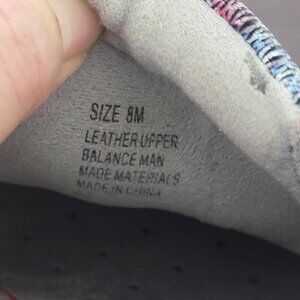 SIZE 8M
LEATHER UPPER
BALANCE MAN
MADE MATERIALS
MADE IN CHINA